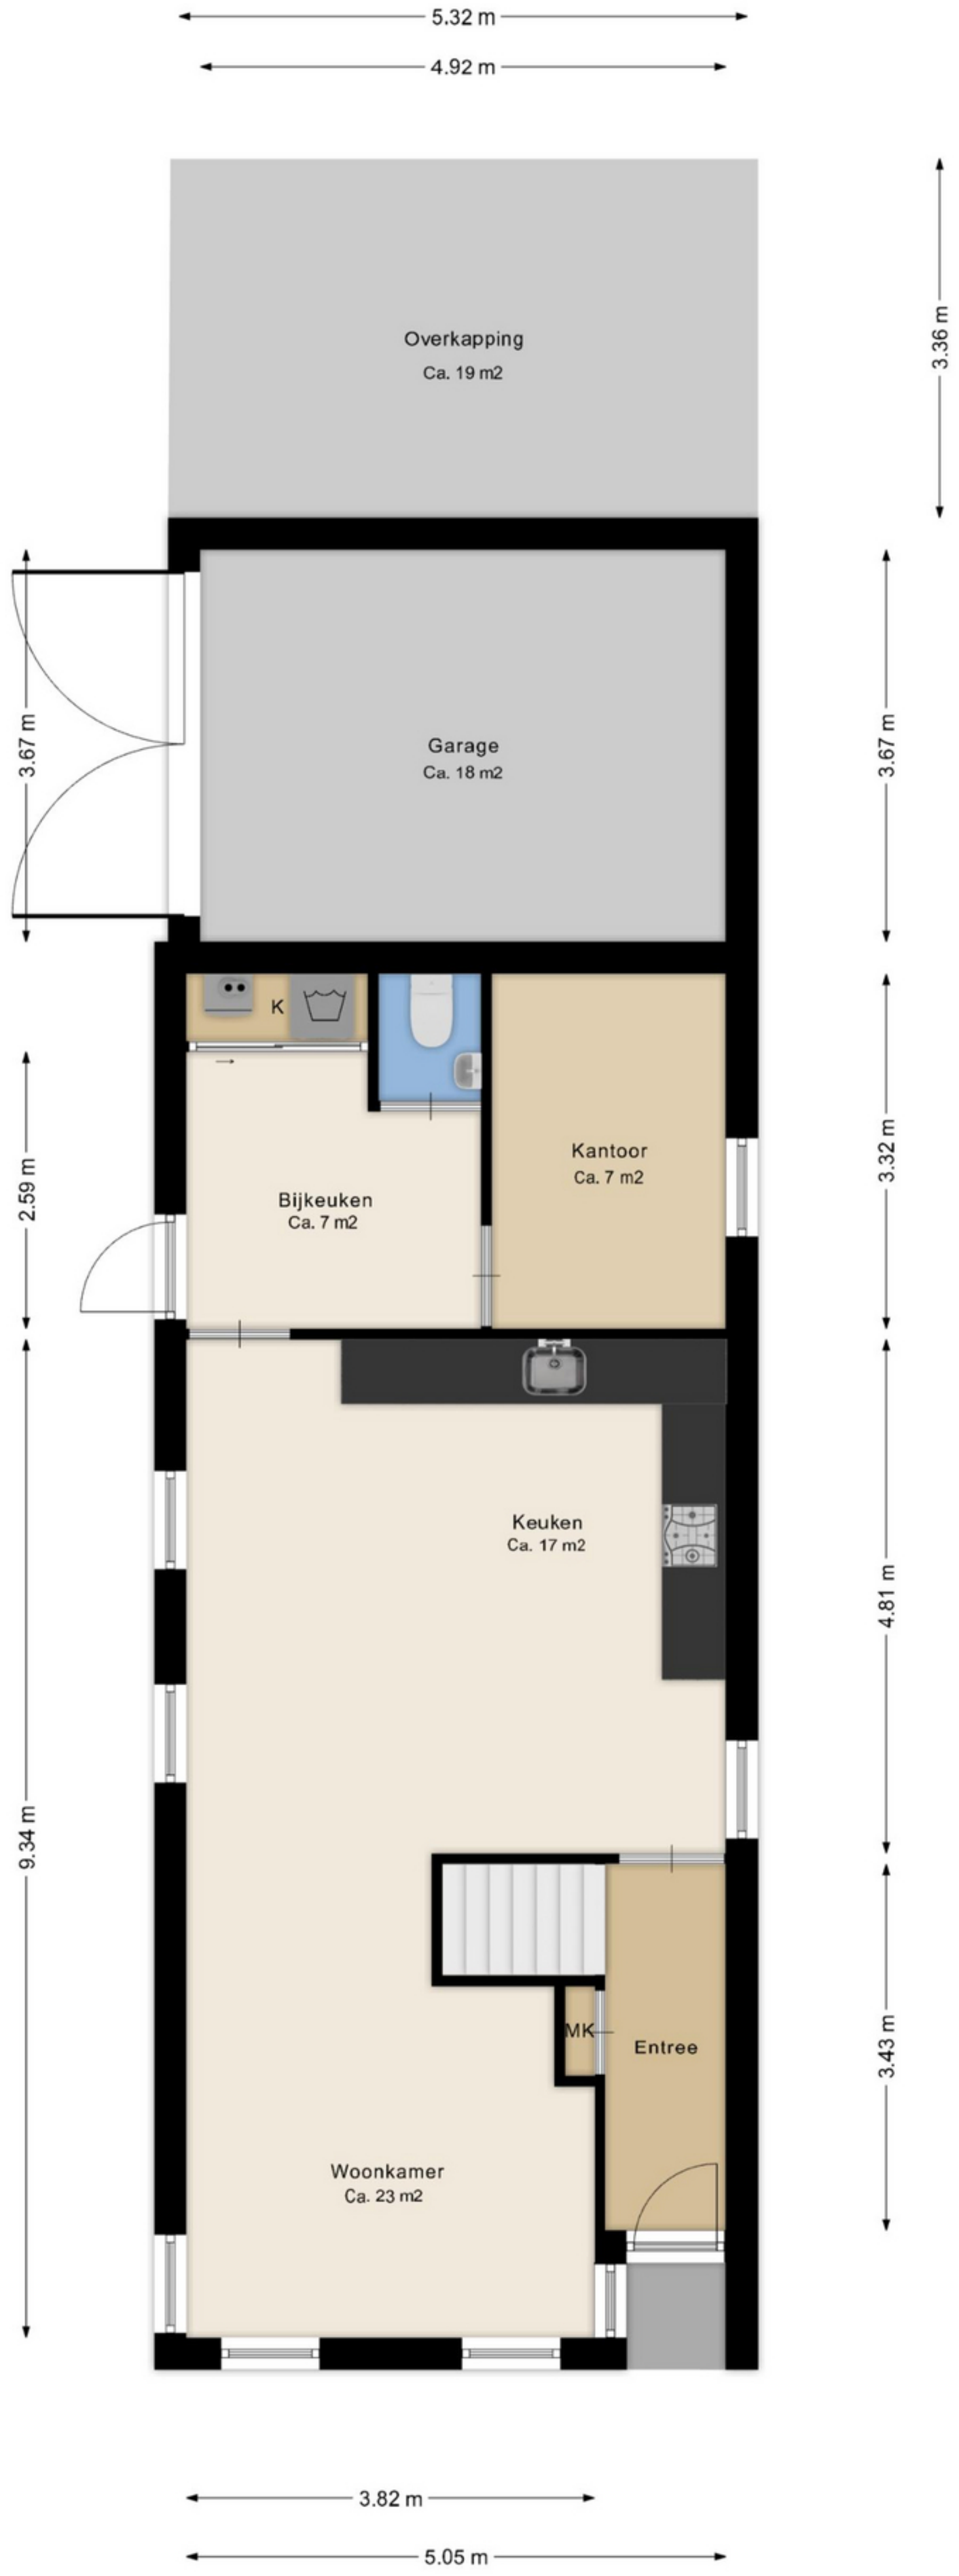 5.32 m
4.92 m
3.36 m
Overkapping
Ca. 19 m2
3.67 m
3.67 m
Garage
Ca. 18 m2
K
2.59 m
3.32 m
Kantoor
Ca. 7 m2
Bijkeuken
Ca. 7 m2
Keuken
Ca. 17 m2
4.81 m
9.34 m
MK
Entree
3.43 m
Woonkamer
Ca. 23 m2
3.82 m
5.05 m